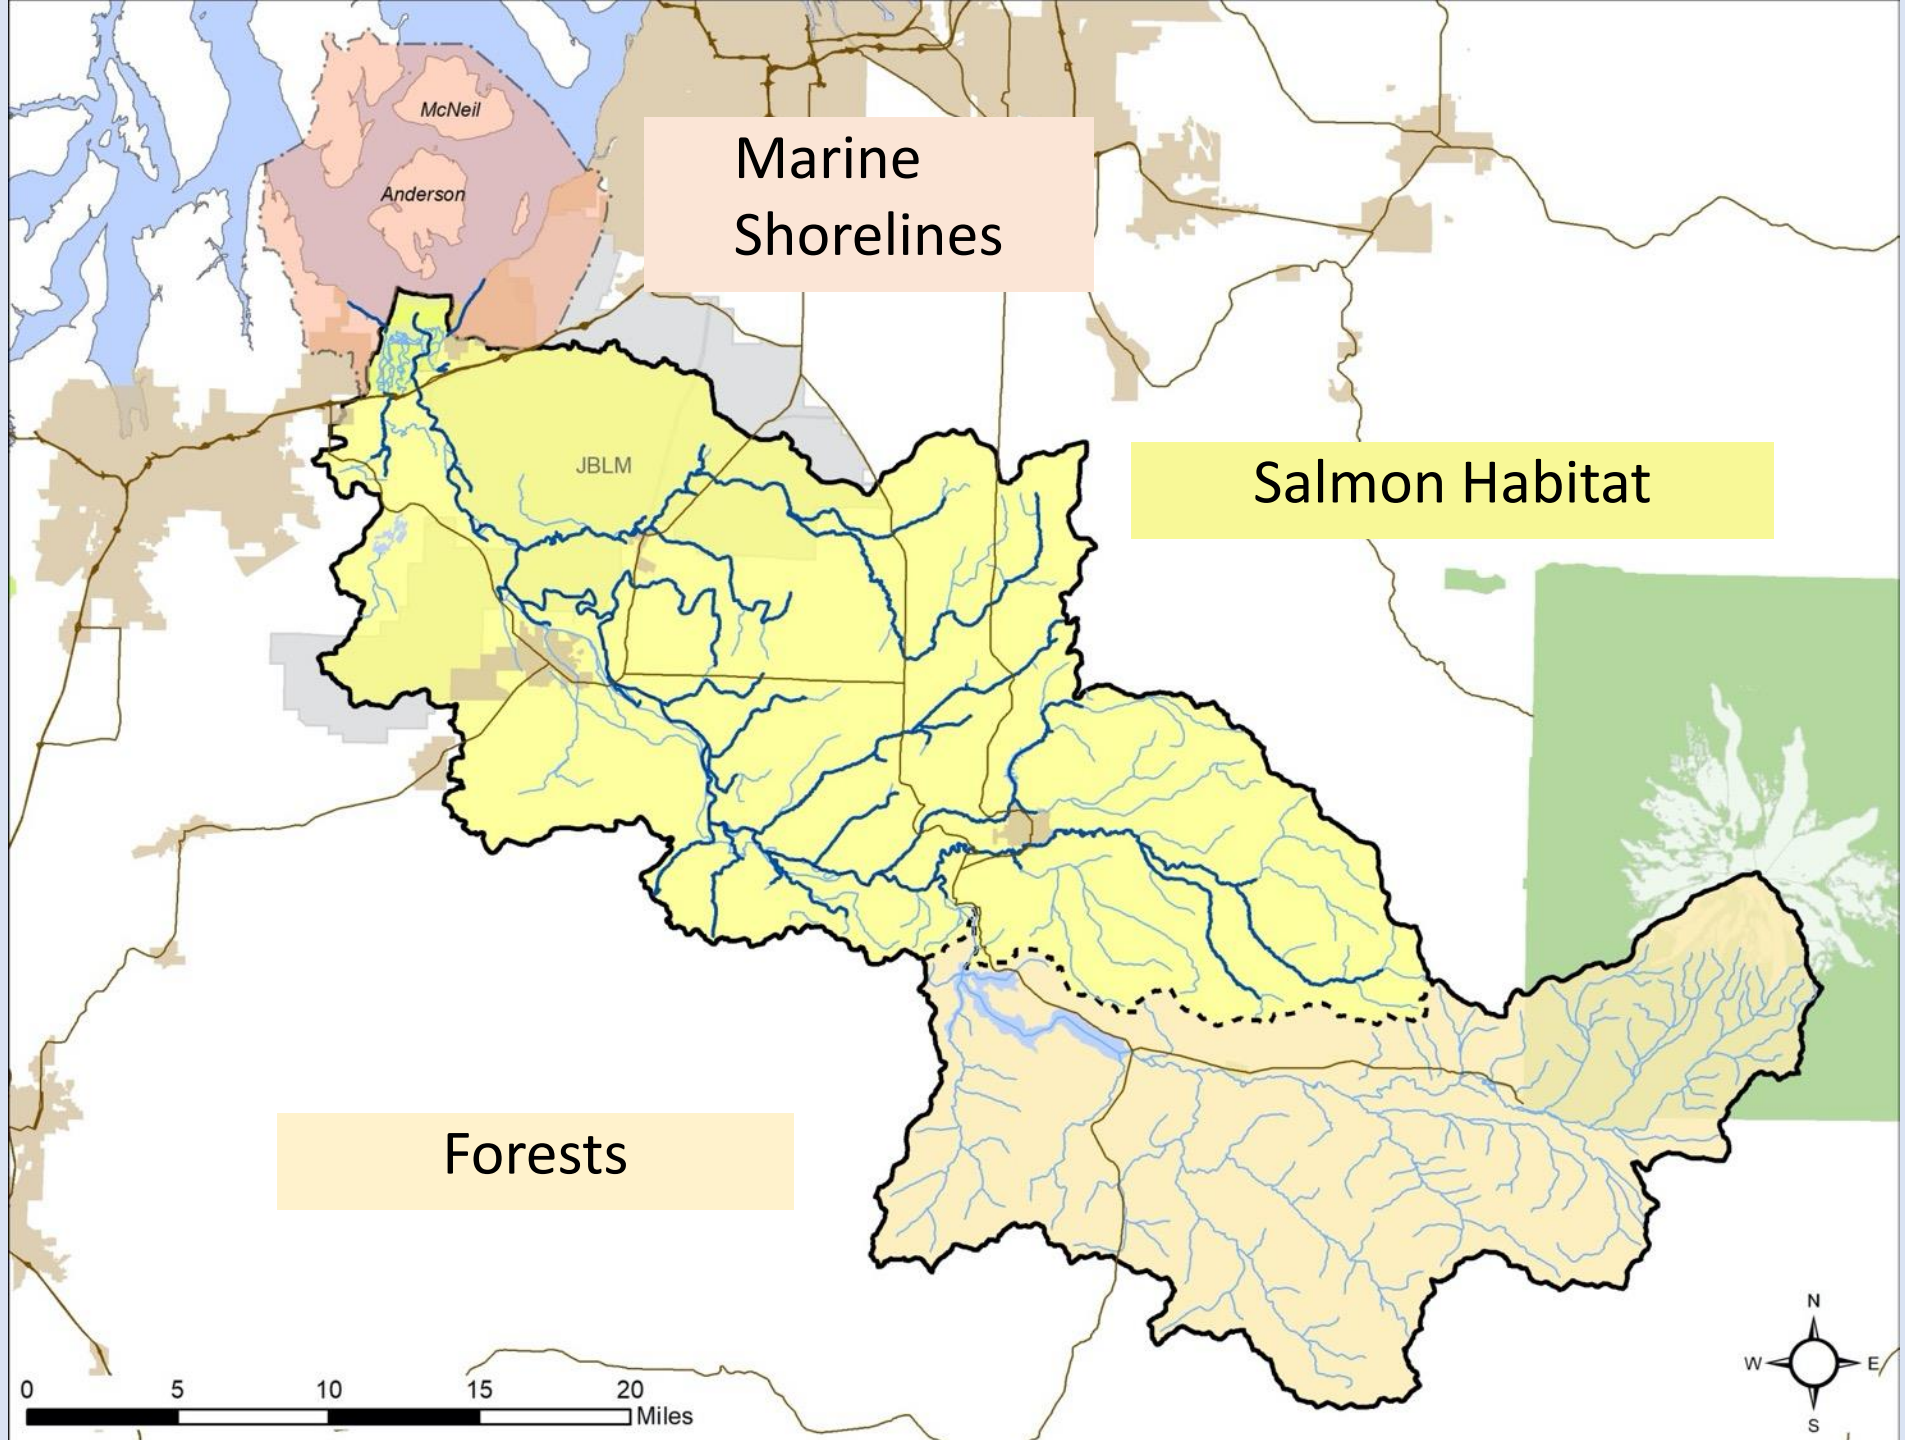 McNeil
Marine
Shorelines
Anderson
JBLM
Salmon Habitat
Forests
N
W E
S
0 5 10 15 20
Miles